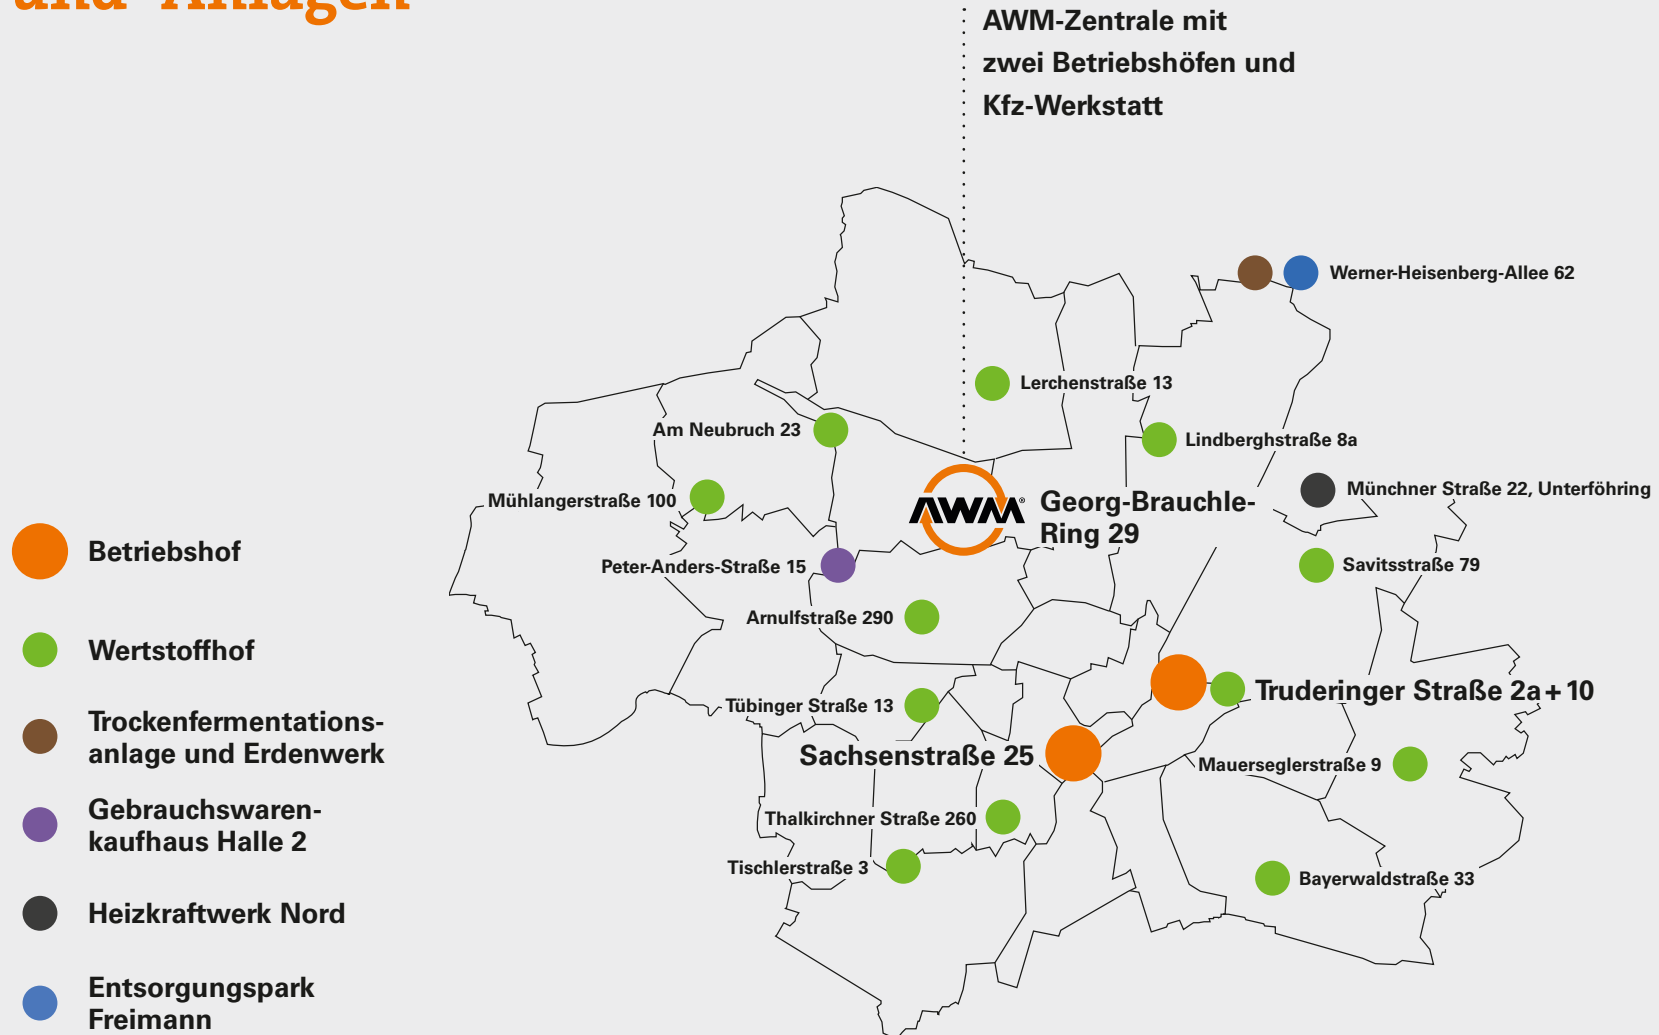 und Anlagen
AWM-Zentrale mit
zwei Betriebshöfen und
Kfz-Werkstatt
Werner-Heisenberg-Allee 62
Lerchenstraße 13
Am Neubruch 23
Lindberghstraße 8a
Mühlangerstraße 100
Münchner Straße 22, Unterföhring
AWM®
Georg-Brauchle-
Ring 29
Peter-Anders-Straße 15
Savitsstraße 79
Arnulfstraße 290
Truderinger Straße 2a+10
Tübinger Straße 13
Sachsenstraße 25
Mauerseglerstraße 9
Thalkirchner Straße 260
Tischlerstraße 3
Bayerwaldstraße 33
Betriebshof
Wertstoffhof
Trockenfermentations-
anlage und Erdenwerk
Gebrauchswaren-
kaufhaus Halle 2
Heizkraftwerk Nord
Entsorgungspark
Freimann